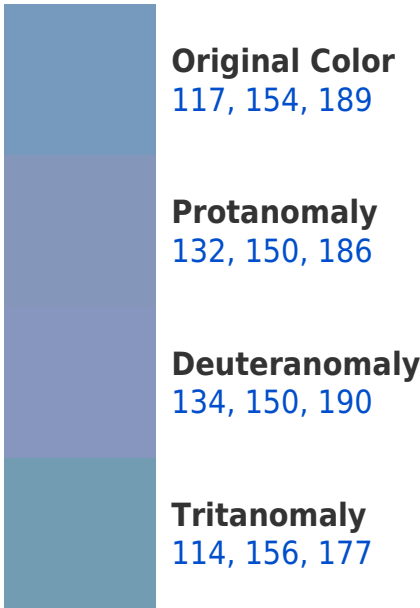 Original Color
117, 154, 189
Protanomaly
132, 150, 186
Deuteranomaly
134, 150, 190
Tritanomaly
114, 156, 177